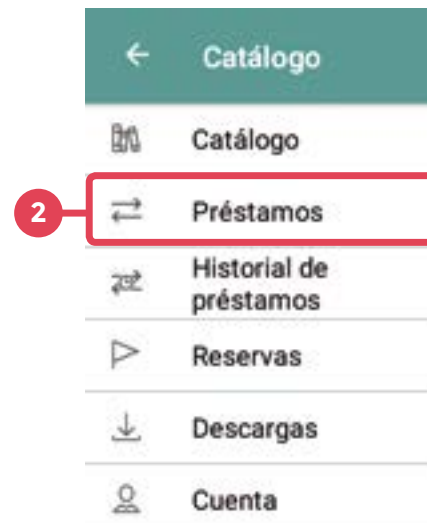 Catálogo
Catálogo
2
Préstamos
Historial de
préstamos
Reservas
Descargas
Cuenta